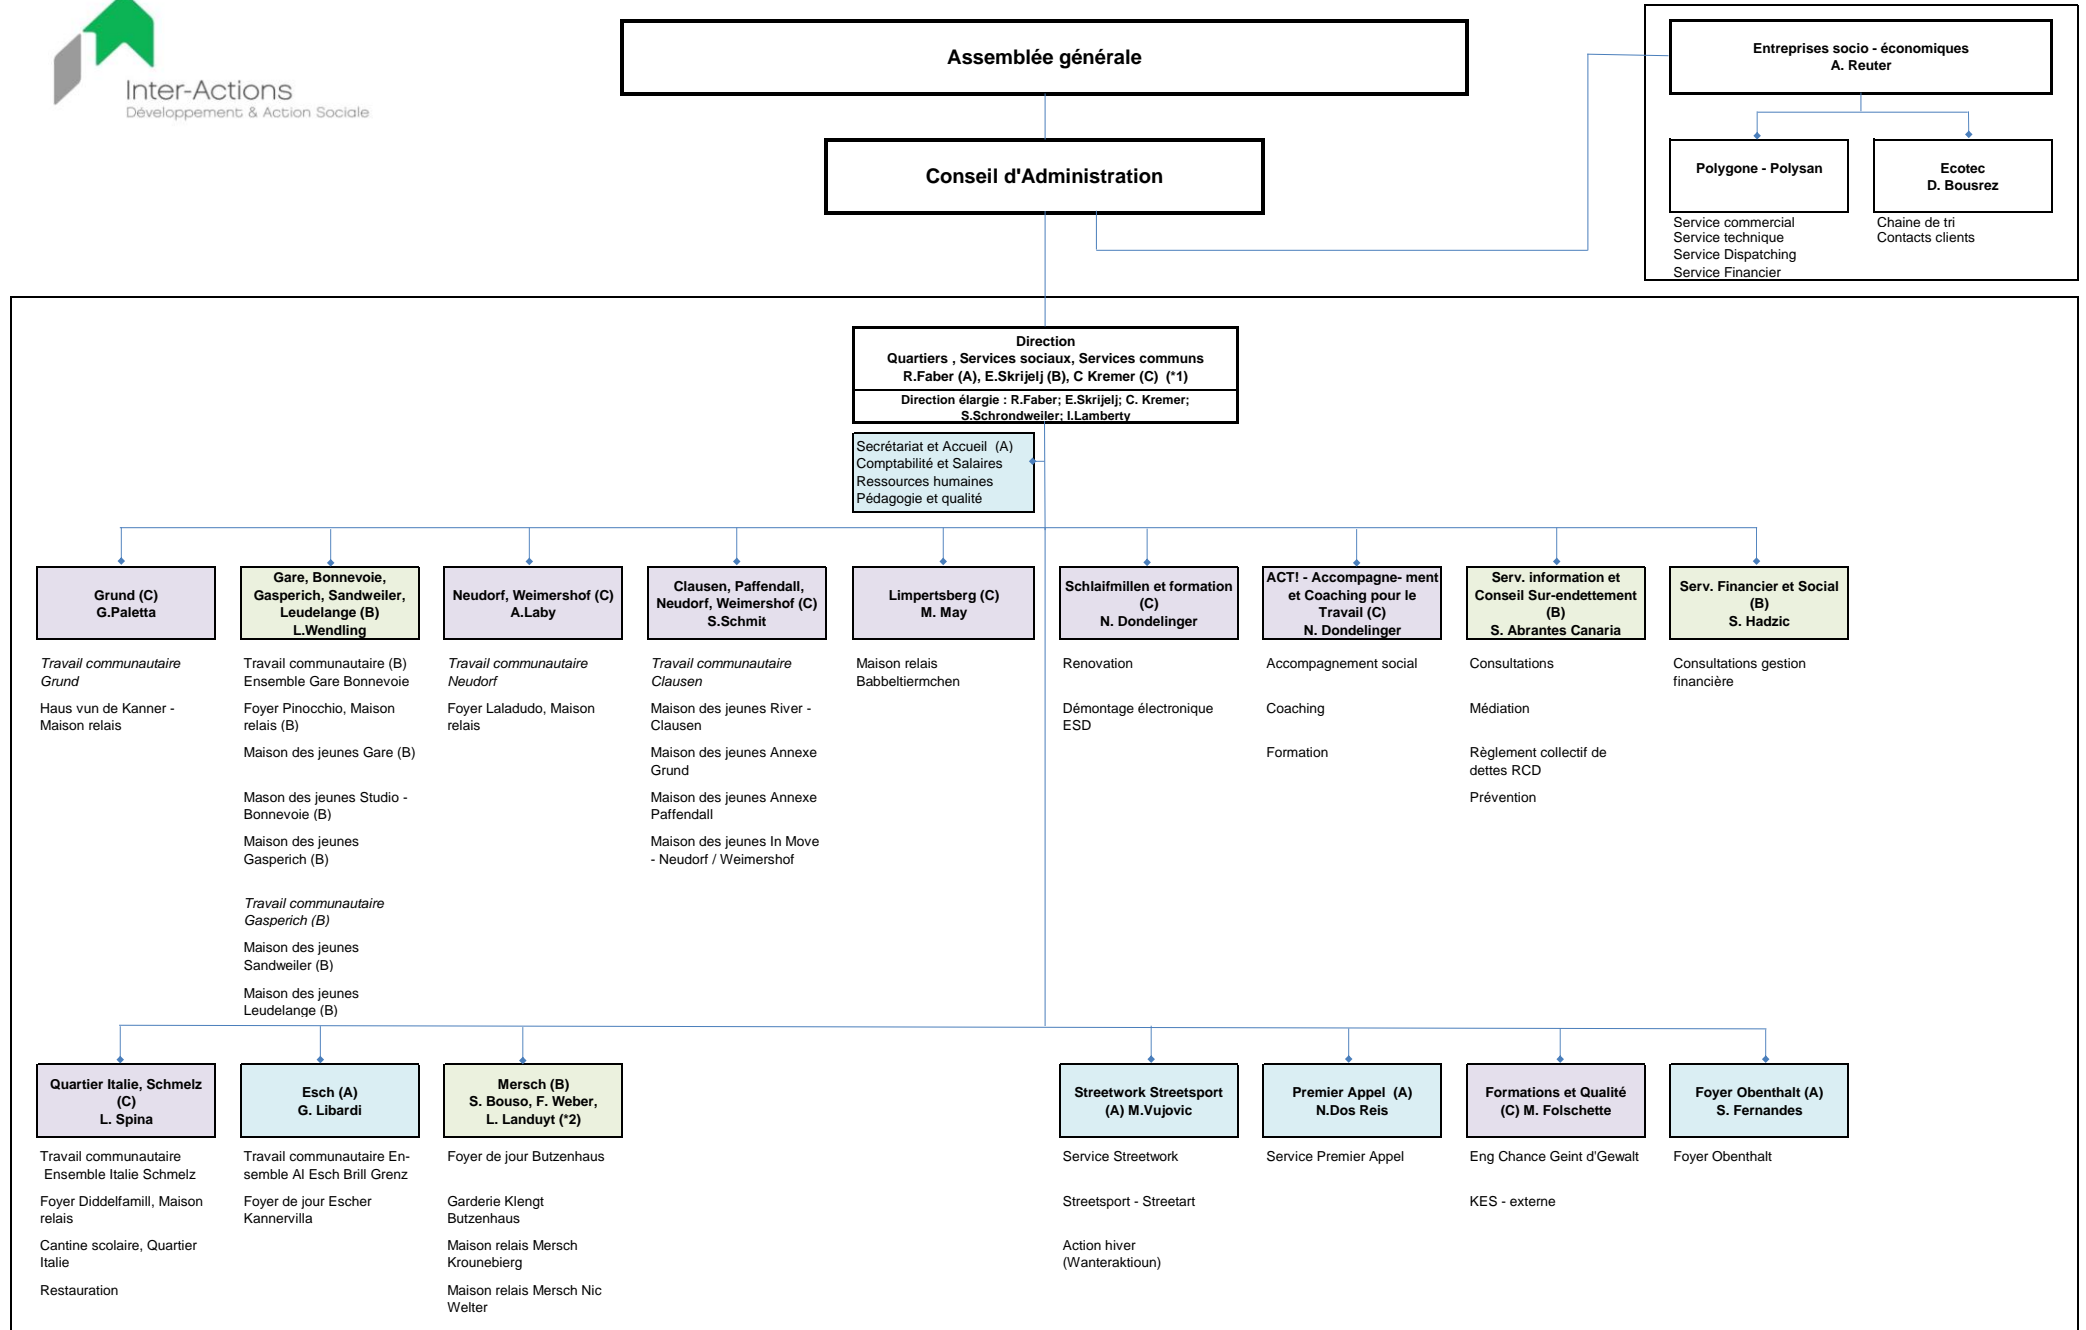 Inter-Actions
Développement & Action Sociale
Assemblée générale
Conseil d'Administration
Entreprises socio - économiques
A. Reuter
Polygone - Polysan
Service commercial
Service technique
Service Dispatching
Service Financier
Ecotec
D. Bousrez
Chaine de tri
Contacts clients
Direction
Quartiers , Services sociaux, Services communs
R.Faber (A), E.Skrijelj (B), C Kremer (C)  (*1)
Direction élargie : R.Faber; E.Skrijelj; C. Kremer;
S.Schrondweiler; I.Lamberty
Secrétariat et Accueil  (A)
Comptabilité et Salaires
Ressources humaines
Pédagogie et qualité
Grund (C)
G.Paletta
Travail communautaire
Grund
Haus vun de Kanner -
Maison relais
Gare, Bonnevoie,
Gasperich, Sandweiler,
Leudelange (B)
L.Wendling
Travail communautaire (B)
Ensemble Gare Bonnevoie
Foyer Pinocchio, Maison
relais (B)
Maison des jeunes Gare (B)
Mason des jeunes Studio -
Bonnevoie (B)
Maison des jeunes
Gasperich (B)
Travail communautaire
Gasperich (B)
Maison des jeunes
Sandweiler (B)
Maison des jeunes
Leudelange (B)
Neudorf, Weimershof (C)
A.Laby
Travail communautaire
Neudorf
Foyer Laladudo, Maison
relais
Clausen, Paffendall,
Neudorf, Weimershof (C)
S.Schmit
Travail communautaire
Clausen
Maison des jeunes River -
Clausen
Maison des jeunes Annexe
Grund
Maison des jeunes Annexe
Paffendall
Maison des jeunes In Move
- Neudorf / Weimershof
Limpertsberg (C)
M. May
Maison relais
Babbeltiermchen
Schlaifmillen et formation
(C)
N. Dondelinger
Renovation
Démontage électronique
ESD
ACT! - Accompagne- ment
et Coaching pour le
Travail (C)
N. Dondelinger
Accompagnement social
Coaching
Formation
Serv. information et
Conseil Sur-endettement
(B)
S. Abrantes Canaria
Consultations
Médiation
Règlement collectif de
dettes RCD
Prévention
Serv. Financier et Social
(B)
S. Hadzic
Consultations gestion
financière
Quartier Italie, Schmelz
(C)
L. Spina
Travail communautaire
Ensemble Italie Schmelz
Foyer Diddelfamill, Maison
relais
Cantine scolaire, Quartier
Italie
Restauration
Esch (A)
G. Libardi
Travail communautaire En-
semble Al Esch Brill Grenz
Foyer de jour Escher
Kannervilla
Mersch (B)
S. Bouso, F. Weber,
L. Landuyt (*2)
Foyer de jour Butzenhaus
Garderie Klengt
Butzenhaus
Maison relais Mersch
Krounebierg
Maison relais Mersch Nic
Welter
Streetwork Streetsport
(A) M.Vujovic
Service Streetwork
Streetsport - Streetart
Action hiver
(Wanteraktioun)
Premier Appel  (A)
N.Dos Reis
Service Premier Appel
Formations et Qualité
(C) M. Folschette
Eng Chance Geint d'Gewalt
KES - externe
Foyer Obenthalt (A)
S. Fernandes
Foyer Obenthalt